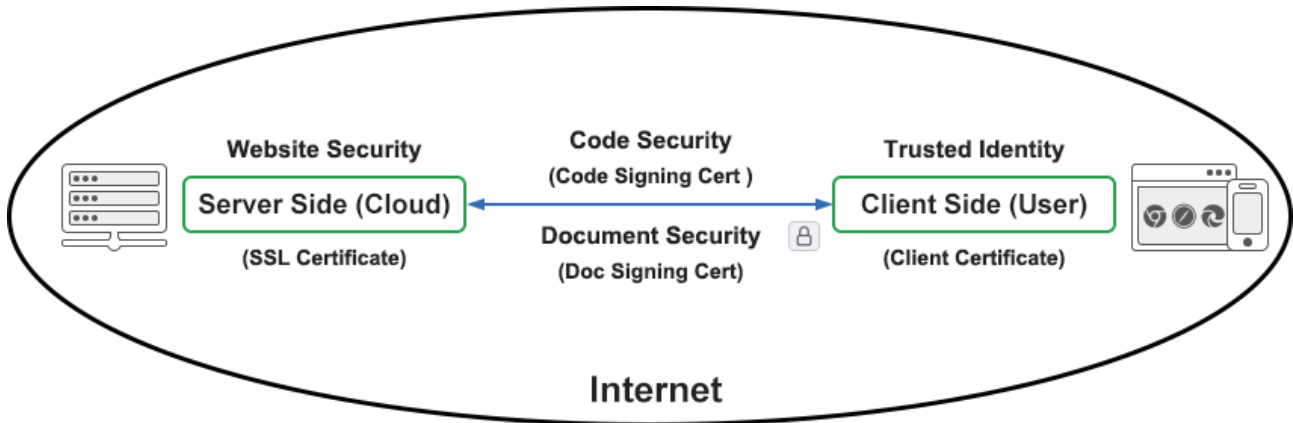 Website Security
Server Side (Cloud)
(SSL Certificate)
Code Security
(Code Signing Cert )
Document Security
(Doc Signing Cert)
Trusted Identity
Client Side (User)
(Client Certificate)
Internet